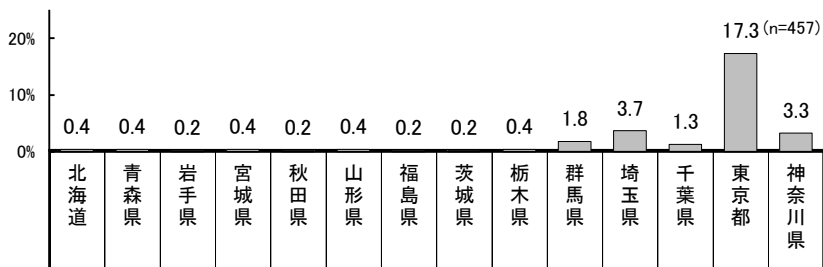 20%
10%
0%
0.4
0.4
0.2
0.4
0.2
0.4
0.2
0.2
0.4
1.8
3.7
1.3
17.3
(n=457)
3.3
北海道
青森県
岩手県
宮城県
秋田県
山形県
福島県
茨城県
栃木県
群馬県
埼玉県
千葉県
東京都
神奈川県